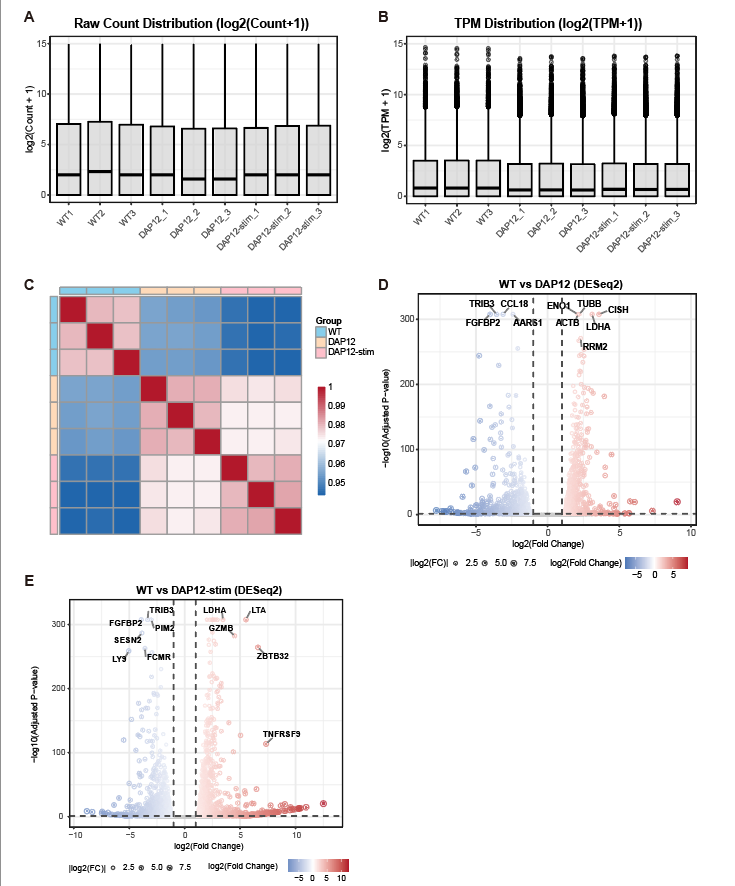 A
Raw Count Distribution (log2(Count+1))
log2(Count + 1)
15
10
5
0
WT1
WT2
WT3
DAP12_1
DAP12_2
DAP12_3
DAP12-stim_1
DAP12-stim_2
DAP12-stim_3
B
TPM Distribution (log2(TPM+1))
log2(TPM + 1)
15
10
5
0
WT1
WT2
WT3
DAP12_1
DAP12_2
DAP12_3
DAP12-stim_1
DAP12-stim_2
DAP12-stim_3
C
Group
WT
DAP12
DAP12-stim
1
0.99
0.98
0.97
0.96
0.95
D
WT vs DAP12 (DESeq2)
−log10(Adjusted P-value)
300
200
100
0
TRIB3
CCL18
FGFBP2
AARS1
ENO1
TUBB
CISH
ACTB
LDHA
RRM2
−5
0
5
10
log2(Fold Change)
|log2(FC)|
2.5
5.0
7.5
log2(Fold Change)
−5
0
5
E
WT vs DAP12-stim (DESeq2)
−log10(Adjusted P-value)
300
200
100
0
TRIB3
FGFBP2
PIM2
SESN2
LY9
FCMR
LDHA
LTA
GZMB
ZBTB32
TNFRSF9
−10
−5
0
5
10
log2(Fold Change)
|log2(FC)|
2.5
5.0
7.5
log2(Fold Change)
−5
0
5
10